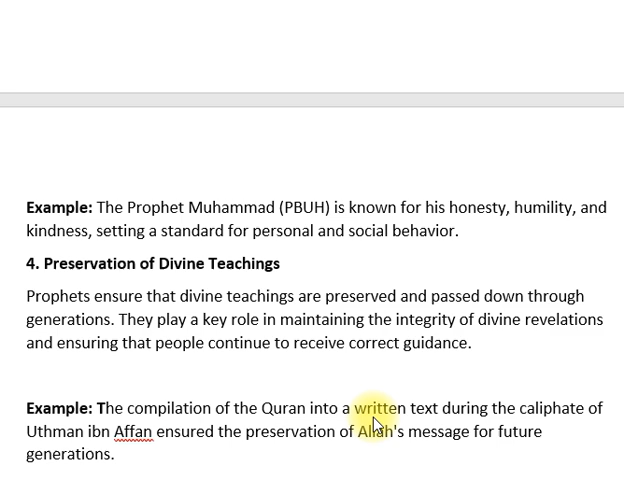 Example: The Prophet Muhammad (PBUH) is known for his honesty, humility, and
kindness, setting a standard for personal and social behavior.
4. Preservation of Divine Teachings
Prophets ensure that divine teachings are preserved and passed down through
generations. They play a key role in maintaining the integrity of divine revelations
and ensuring that people continue to receive correct guidance.
Example: The compilation of the Quran into a written text during the caliphate of
Uthman ibn Affan ensured the preservation of Allah's message for future
generations.